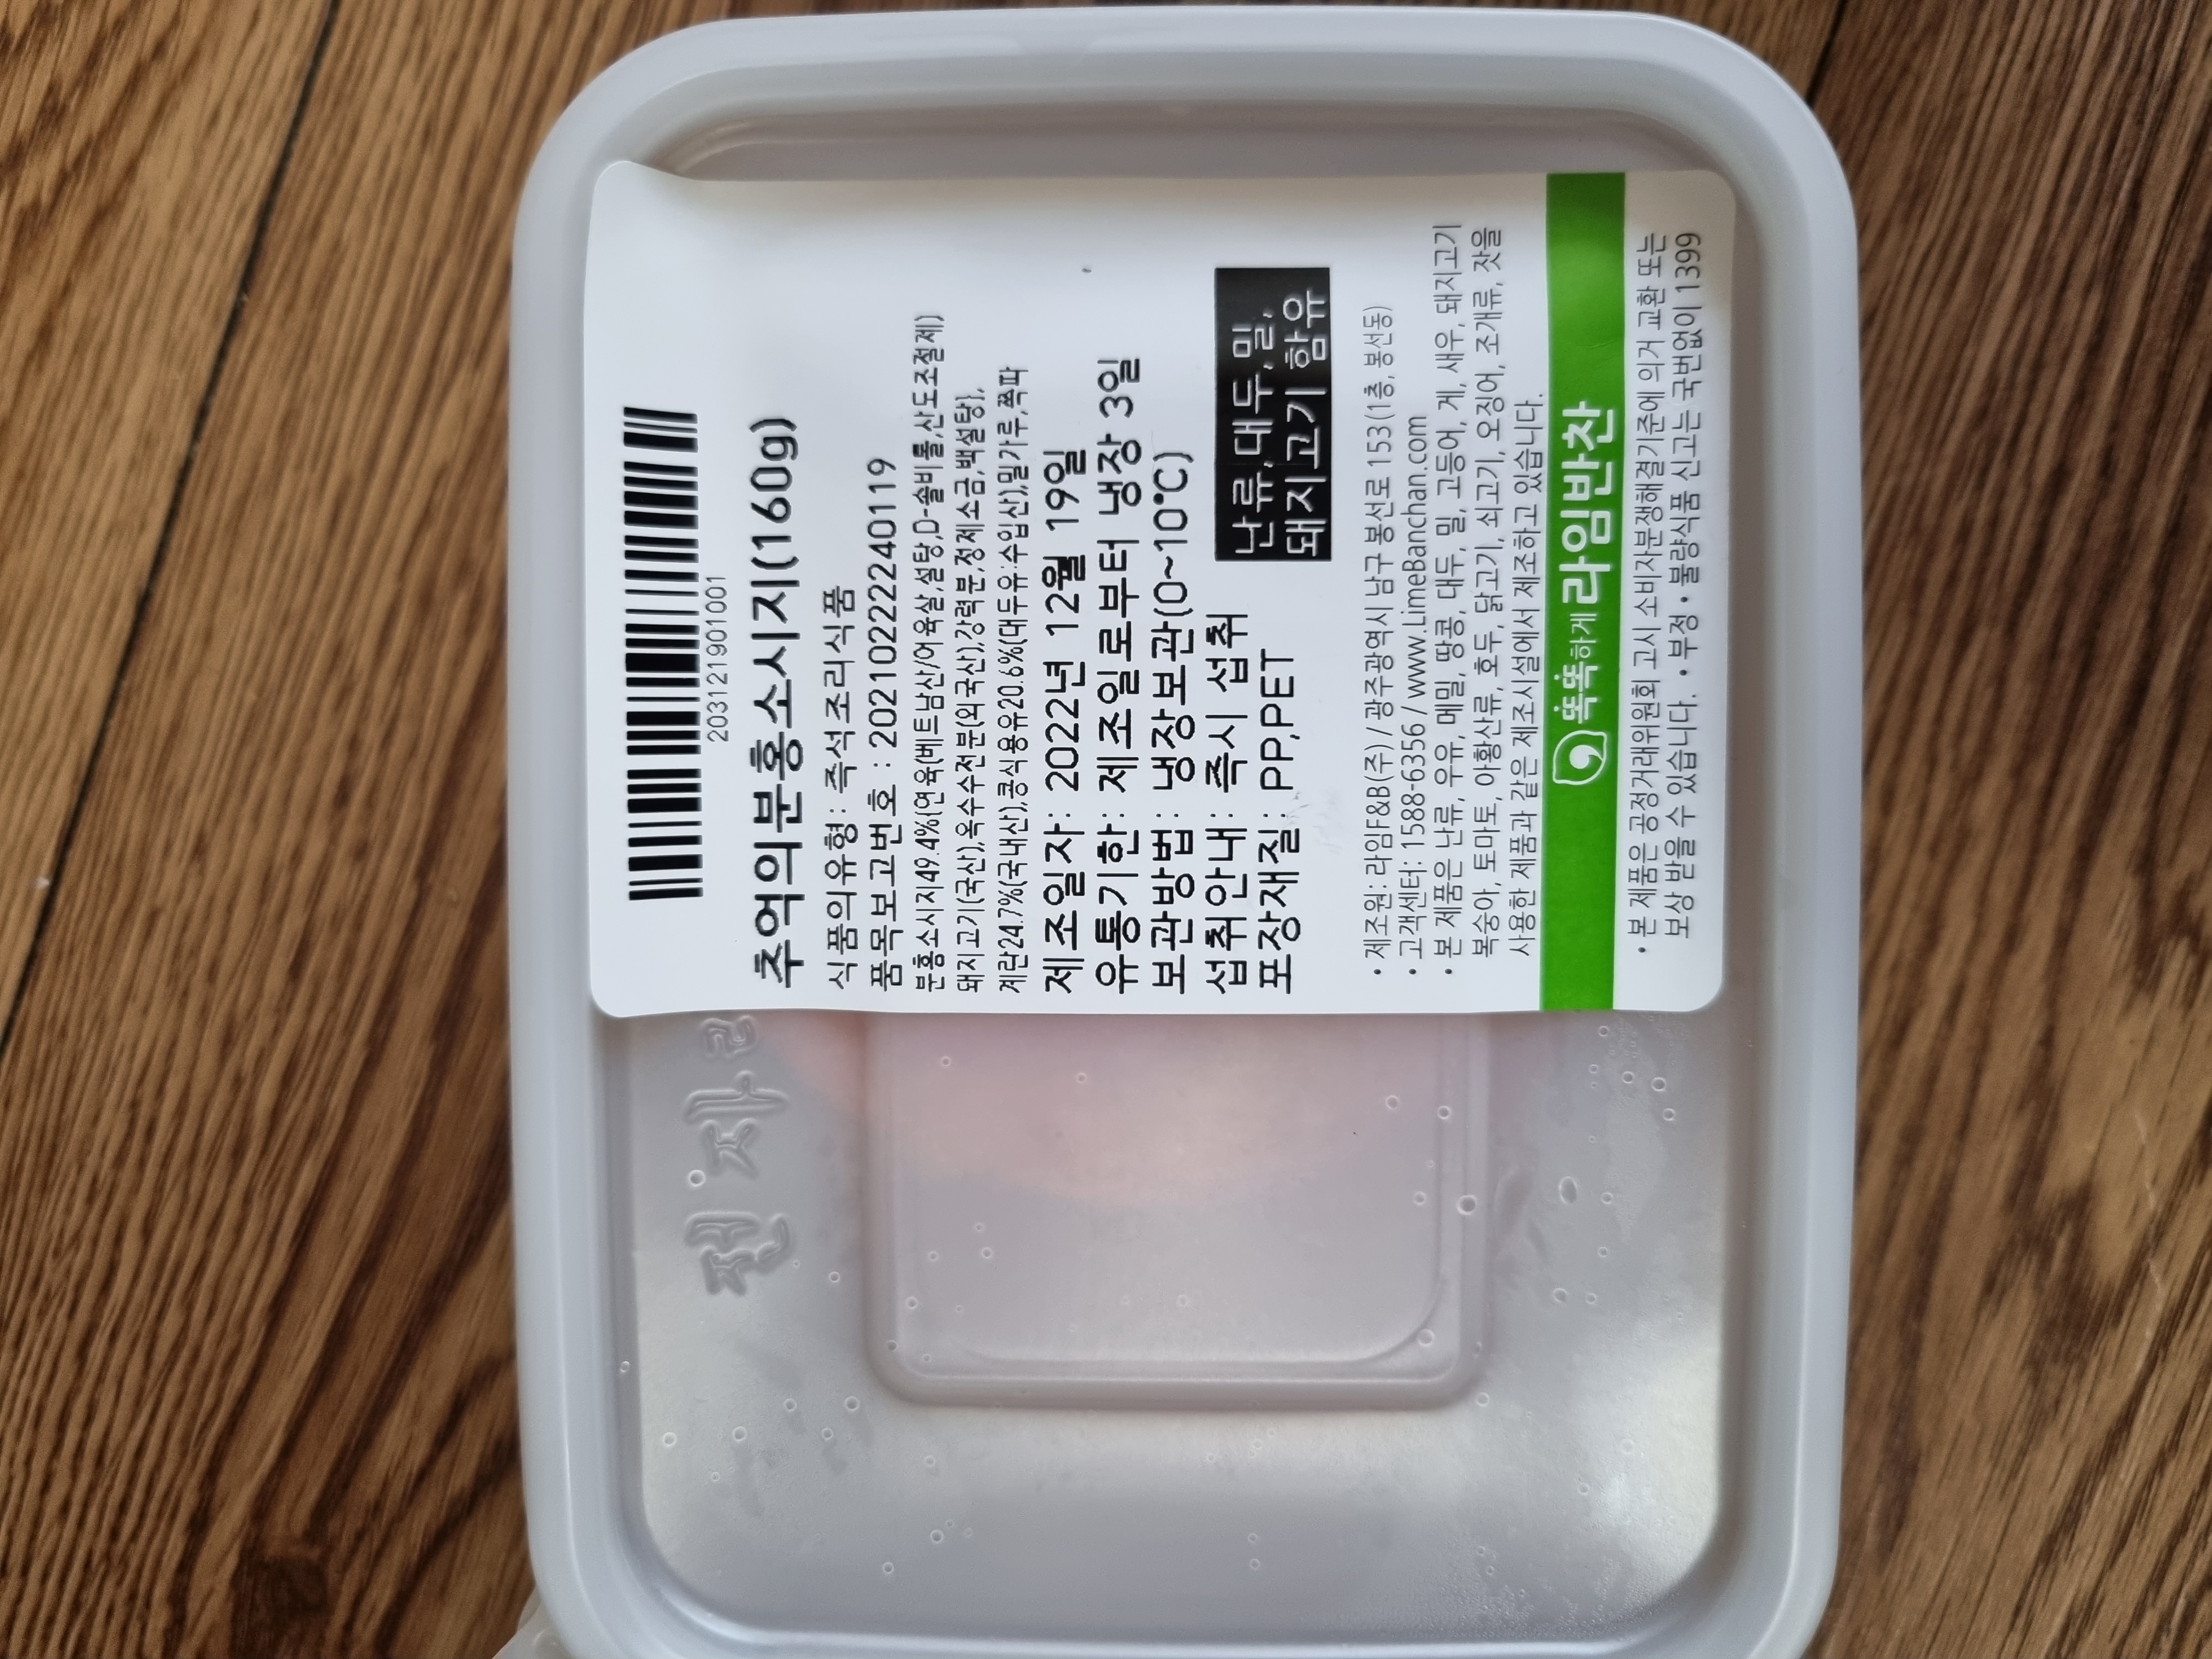 203121901001
추억의분홍소시지(160g)
식품의유형: 즉석조리식품
품목보고번호 : 20210222240119
분홍소시지49.4%(연육(베트남산/어육살,설탕,D-솔비톨,산도조절제)
돼지고기(국산),옥수수전분(외국산),강력분,정제소금,백설탕),
계란24.7%(국내산),콩식용유20.6%(대두유:수입산),밀가루,쪽파
제조일자: 2022년 12월 19일
유통기한: 제조일로부터 냉장 3일
보관방법: 냉장보관(0~10℃)
섭취안내: 즉시 섭취
포장재질: PP,PET
난류,대두,밀,
돼지고기 함유
• 제조원: 라임F&B(주) / 광주광역시 남구 봉선로 153(1층, 봉선동)
• 고객센터: 1588-6356 / www.LimeBanchan.com
• 본 제품은 난류, 우유, 메밀, 땅콩, 대두, 밀, 고등어, 게, 새우, 돼지고기
복숭아, 토마토, 아황산류, 호두, 닭고기, 쇠고기, 오징어, 조개류, 잣을
사용한 제품과 같은 제조시설에서 제조하고 있습니다.
똑똑하게 라임반찬
• 본 제품은 공정거래위원회 고시 소비자분쟁해결기준에 의거 교환 또는
보상 받을 수 있습니다. • 부정 • 불량식품 신고는 국번없이 1399
전자